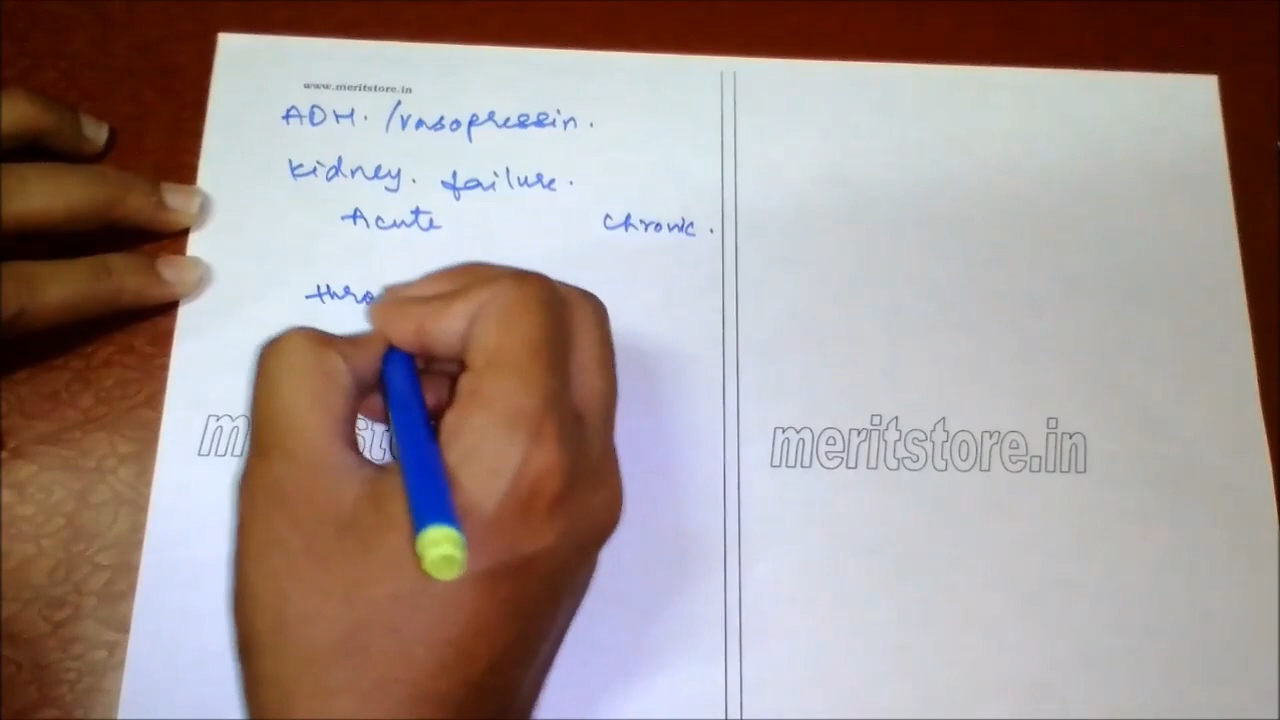 www.meritstore.in
ADH. /vasopressin.
kidney. failure.
Acute chronic.
meritstore.in